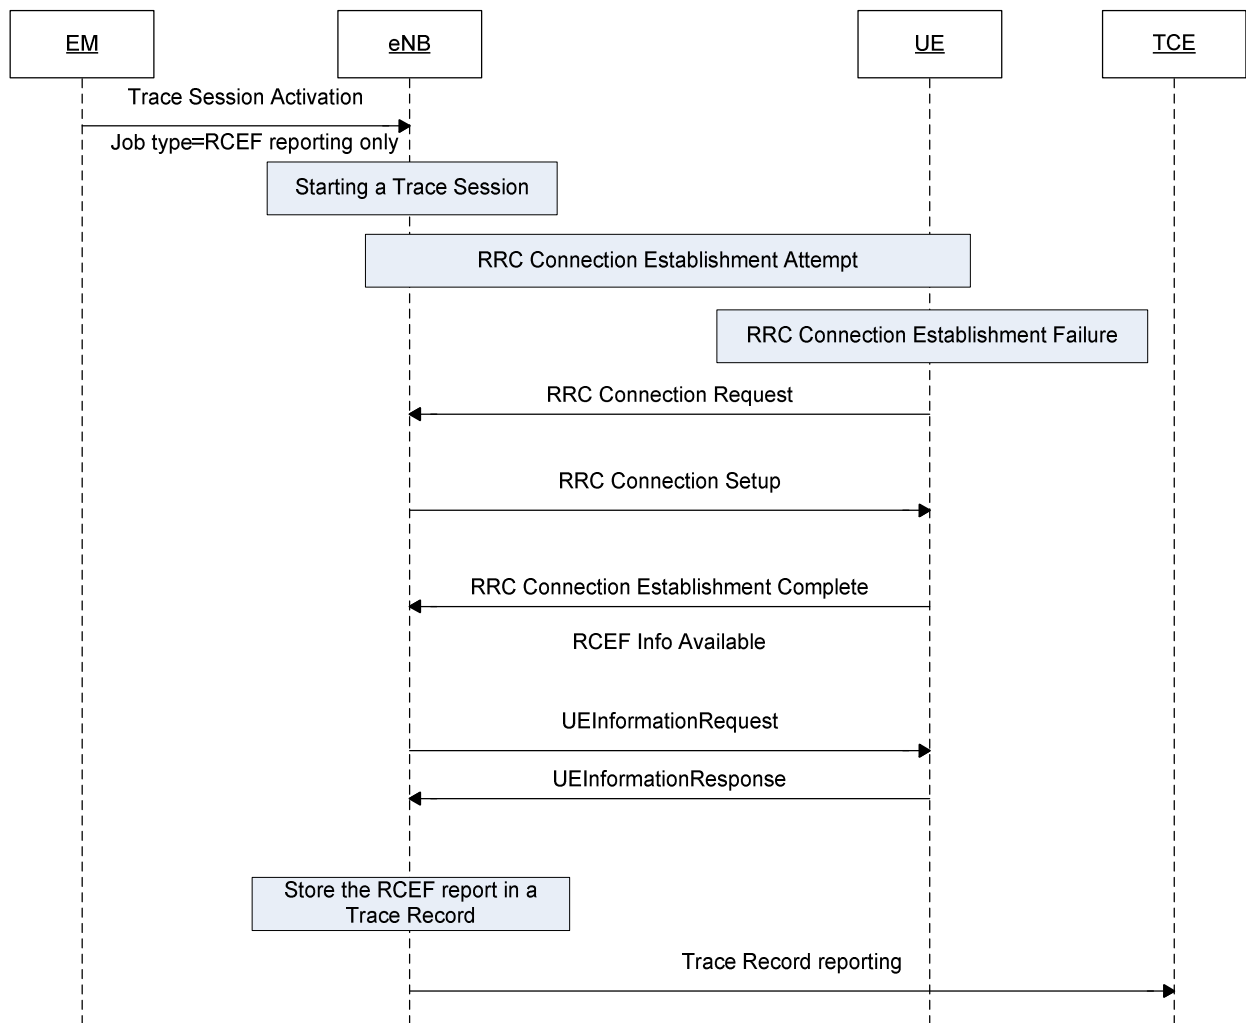 EM
eNB
UE
TCE
Trace Session Activation
Job type=RCEF reporting only
Starting a Trace Session
RRC Connection Establishment Attempt
RRC Connection Establishment Failure
RRC Connection Request
RRC Connection Setup
RRC Connection Establishment Complete
RCEF Info Available
UEInformationRequest
UEInformationResponse
Store the RCEF report in a
Trace Record
Trace Record reporting